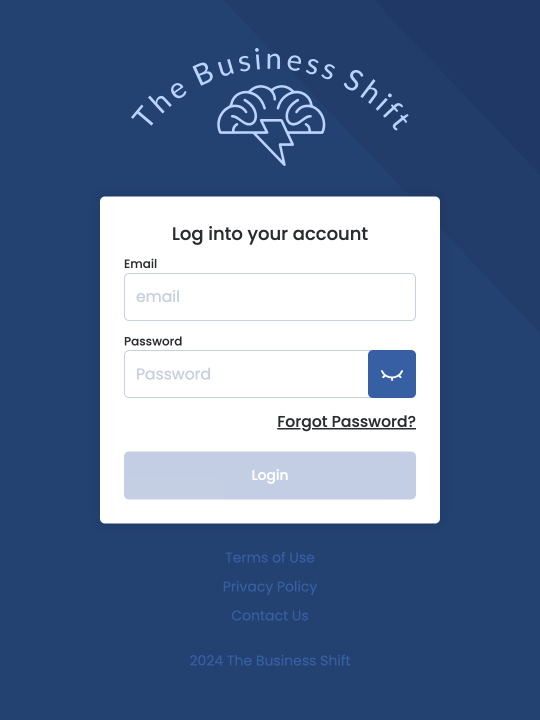 The Business Shift
Log into your account
Email
email
Password
Password
Forgot Password?
Login
Terms of Use
Privacy Policy
Contact Us
2024 The Business Shift